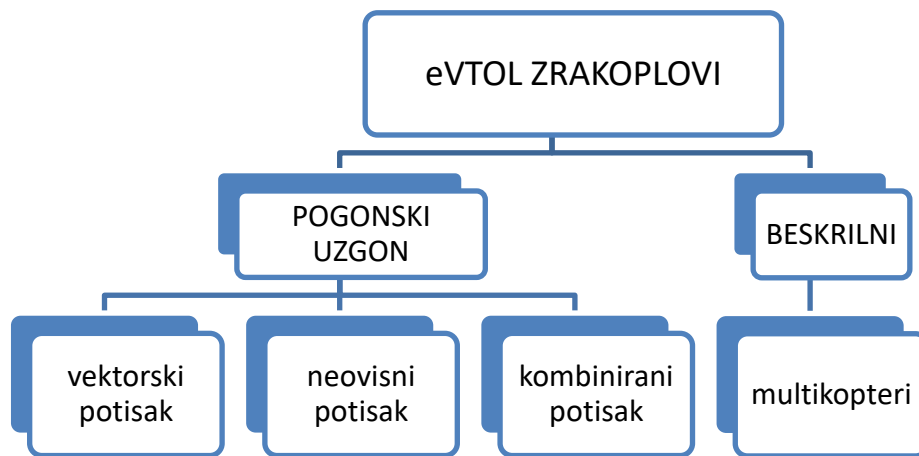 eVTOL ZRAKOPLOVI
POGONSKI
UZGON
BESKRILNI
vektorski
potisak
neovisni
potisak
kombinirani
potisak
multikopteri